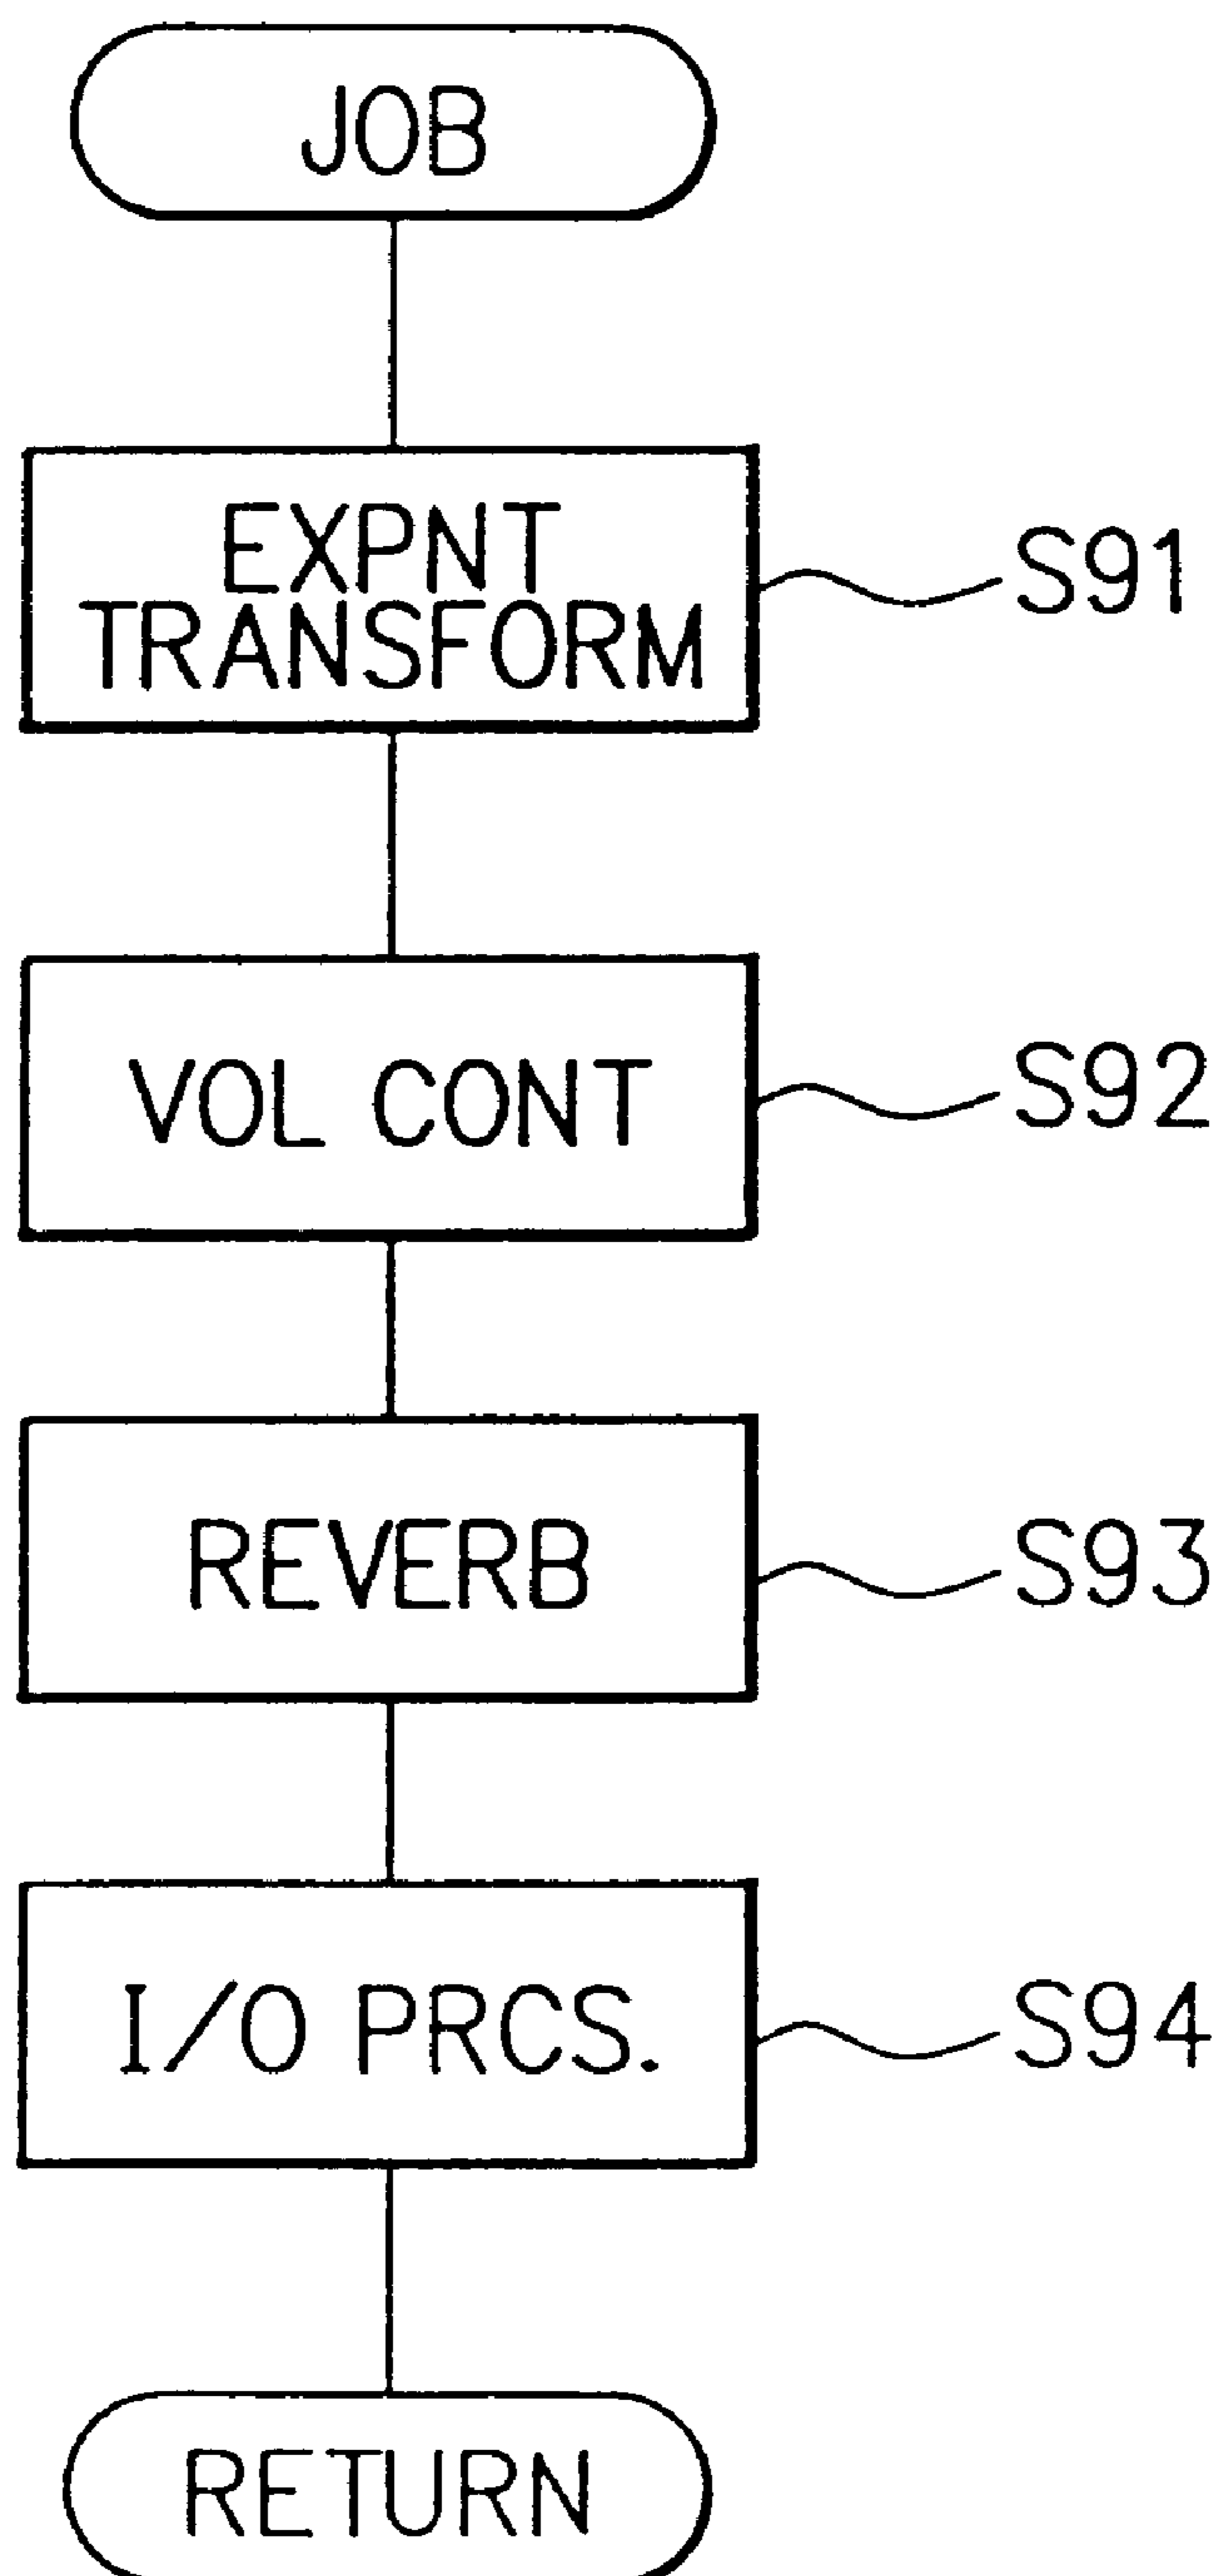 JOB
EXPNT
TRANSFORM
S91
VOL CONT
S92
REVERB
S93
I/O PRCS.
S94
RETURN